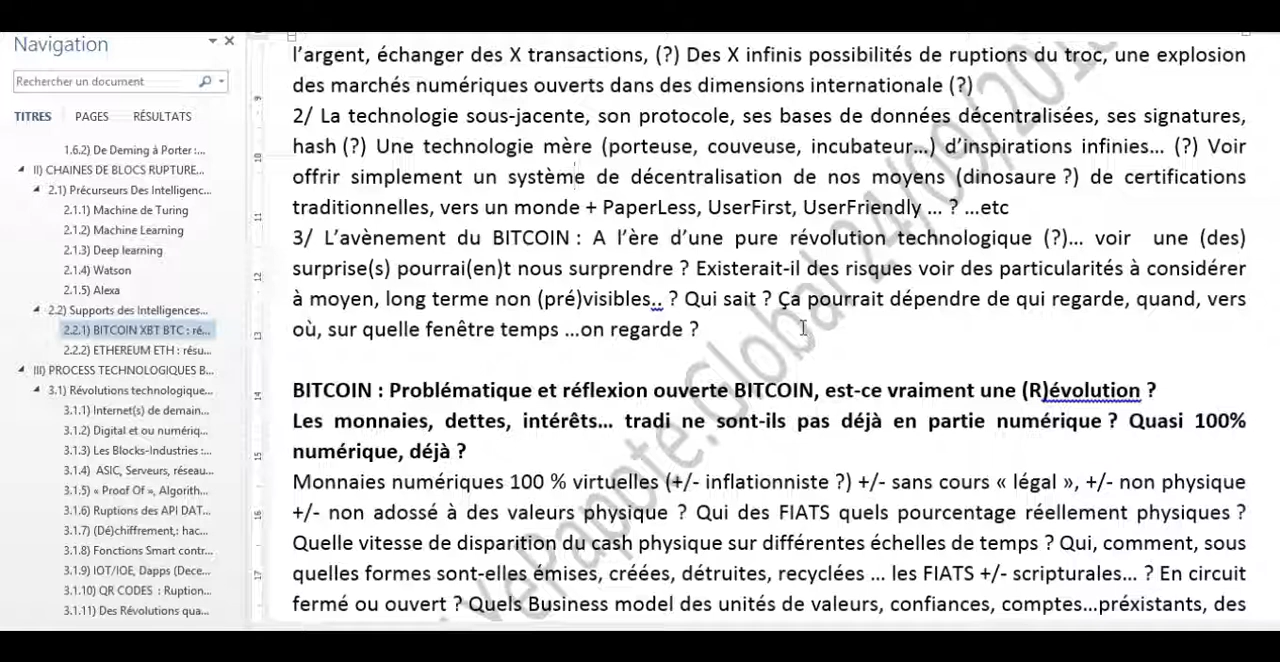 Navigation
Rechercher un document
TITRES PAGES RÉSULTATS
1.6.2) De Deming à Porter :...
II) CHAINES DE BLOCS RUPTURE...
2.1) Précurseurs Des Intelligenc...
2.1.1) Machine de Turing
2.1.2) Machine Learning
2.1.3) Deep learning
2.1.4) Watson
2.1.5) Alexa
2.2) Supports des Intelligences...
2.2.1) BITCOIN XBT BTC : ré...
2.2.2) ETHEREUM ETH : résu...
III) PROCESS TECHNOLOGIQUES B...
3.1) Révolutions technologique...
3.1.1) Internet(s) de demain...
3.1.2) Digital et ou numériq...
3.1.3) Les Blocks-Industries :...
3.1.4) ASIC, Serveurs, réseau...
3.1.5) « Proof Of », Algorith...
3.1.6) Ruptions des API DAT...
3.1.7) (Dé)chiffrement,: hac...
3.1.8) Fonctions Smart contr...
3.1.9) IOT/IOE, Dapps (Dece...
3.1.10) QR CODES : Ruption...
3.1.11) Des Révolutions qua...
9
10
11
12
13
14
15
16
17
l'argent, échanger des X transactions, (?) Des X infinis possibilités de ruptions du troc, une explosion
des marchés numériques ouverts dans des dimensions internationale (?)
2/ La technologie sous-jacente, son protocole, ses bases de données décentralisées, ses signatures,
hash (?) Une technologie mère (porteuse, couveuse, incubateur...) d'inspirations infinies... (?) Voir
offrir simplement un système de décentralisation de nos moyens (dinosaure ?) de certifications
traditionnelles, vers un monde + PaperLess, UserFirst, UserFriendly ... ? ...etc
3/ L'avènement du BITCOIN : A l'ère d'une pure révolution technologique (?)... voir une (des)
surprise(s) pourrai(en)t nous surprendre ? Existerait-il des risques voir des particularités à considérer
à moyen, long terme non (pré)visibles.. ? Qui sait ? Ça pourrait dépendre de qui regarde, quand, vers
où, sur quelle fenêtre temps ...on regarde ?
BITCOIN : Problématique et réflexion ouverte BITCOIN, est-ce vraiment une (R)évolution ?
Les monnaies, dettes, intérêts... tradi ne sont-ils pas déjà en partie numérique ? Quasi 100%
numérique, déjà ?
Monnaies numériques 100 % virtuelles (+/- inflationniste ?) +/- sans cours « légal », +/- non physique
+/- non adossé à des valeurs physique ? Qui des FIATS quels pourcentage réellement physiques ?
Quelle vitesse de disparition du cash physique sur différentes échelles de temps ? Qui, comment, sous
quelles formes sont-elles émises, créées, détruites, recyclées ... les FIATS +/- scripturales... ? En circuit
fermé ou ouvert ? Quels Business model des unités de valeurs, confiances, comptes...préxistants, des